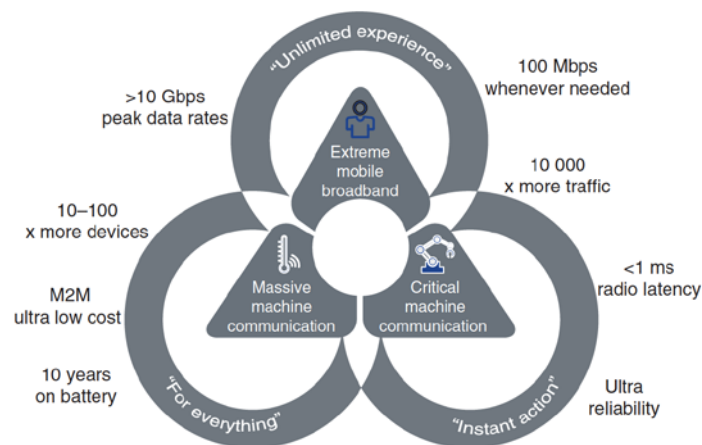 "Unlimited experience"
>10 Gbps
peak data rates
100 Mbps
whenever needed
Extreme
mobile
broadband
10 000
x more traffic
10–100
x more devices
Massive
machine
communication
Critical
machine
communication
<1 ms
radio latency
M2M
ultra low cost
10 years
on battery
Ultra
reliability
"For everything"
"Instant action"